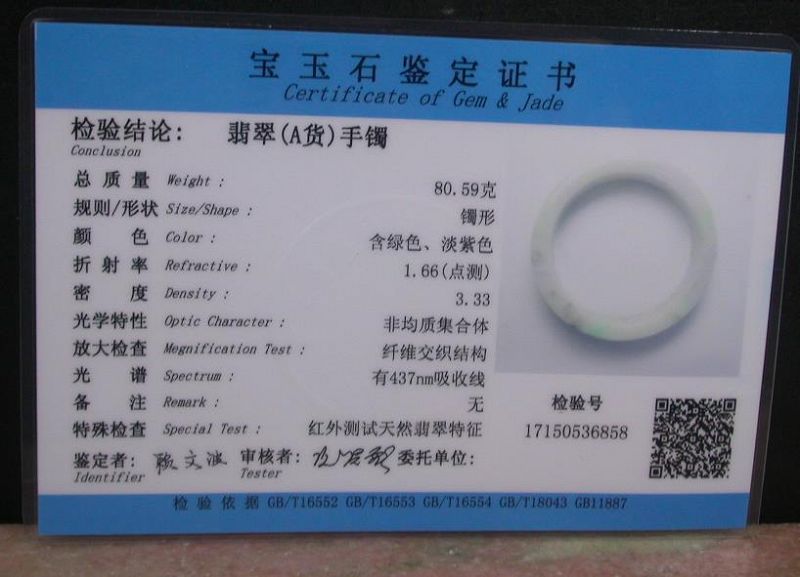 宝玉石鉴定证书
Certificate of Gem & Jade
检验结论: 翡翠(A货)手镯
Conclusion
总质量 Weight : 80.59克
规则/形状 Size/Shape : 镯形
颜色 Color : 含绿色、淡紫色
折射率 Refractive : 1.66(点测)
密度 Density : 3.33
光学特性 Optic Character : 非均质集合体
放大检查 Megnification Test : 纤维交织结构
光谱 Spectrum : 有437nm吸收线
备注 Remark : 无
特殊检查 Special Test : 红外测试天然翡翠特征
检验号
17150536858
鉴定者: 审核者: 委托单位:
Identifier Tester
检验依据 GB/T16552 GB/T16553 GB/T16554 GB/T18043 GB11887